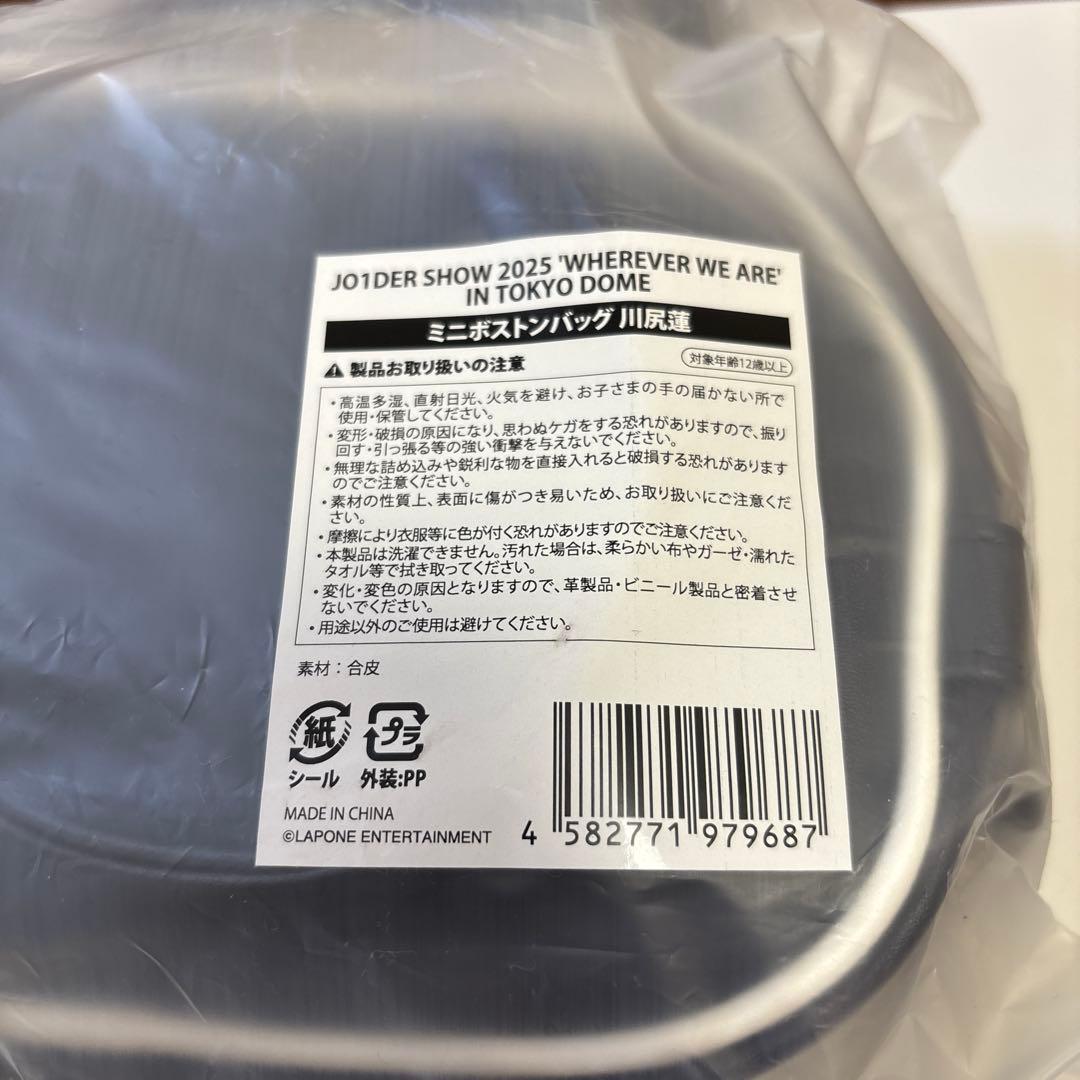 JO1DER SHOW 2025 'WHEREVER WE ARE'
IN TOKYO DOME
ミニボストンバッグ 川尻蓮
製品お取り扱いの注意
対象年齢12歳以上
・高温多湿、直射日光、火気を避け、お子さまの手の届かない所で
使用・保管してください。
・変形・破損の原因になり、思わぬケガをする恐れがありますので、振り
回す・引っ張る等の強い衝撃を与えないでください。
・無理な詰め込みや鋭利な物を直接入れると破損する恐れがあります
のでご注意ください。
・素材の性質上、表面に傷がつき易いため、お取り扱いにご注意くだ
さい。
・摩擦により衣服等に色が付く恐れがありますのでご注意ください。
・本製品は洗濯できません。汚れた場合は、柔らかい布やガーゼ・濡れた
タオル等で拭き取ってください。
・変化・変色の原因となりますので、革製品・ビニール製品と密着させ
ないでください。
・用途以外のご使用は避けてください。
素材：合皮
紙 プラ
シール 外装:PP
MADE IN CHINA
©LAPONE ENTERTAINMENT
4 582771 979687